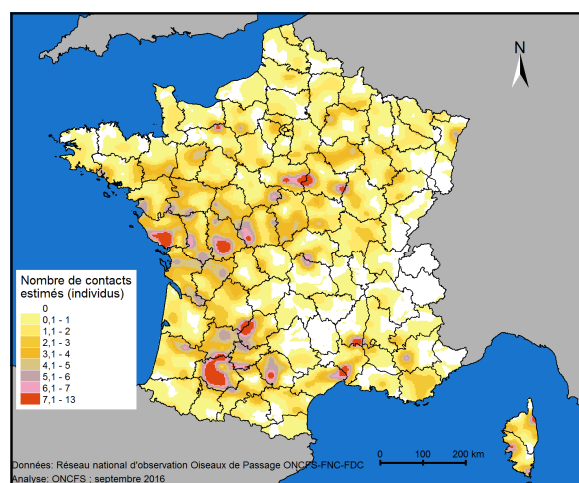 N
Nombre de contacts
estimés (individus)
0
0,1 - 1
1,1 - 2
2,1 - 3
3,1 - 4
4,1 - 5
5,1 - 6
6,1 - 7
7,1 - 13
0 100 200 km
Données: Réseau national d'observation Oiseaux de Passage ONCFS-FNC-FDC
Analyse: ONCFS ; septembre 2016